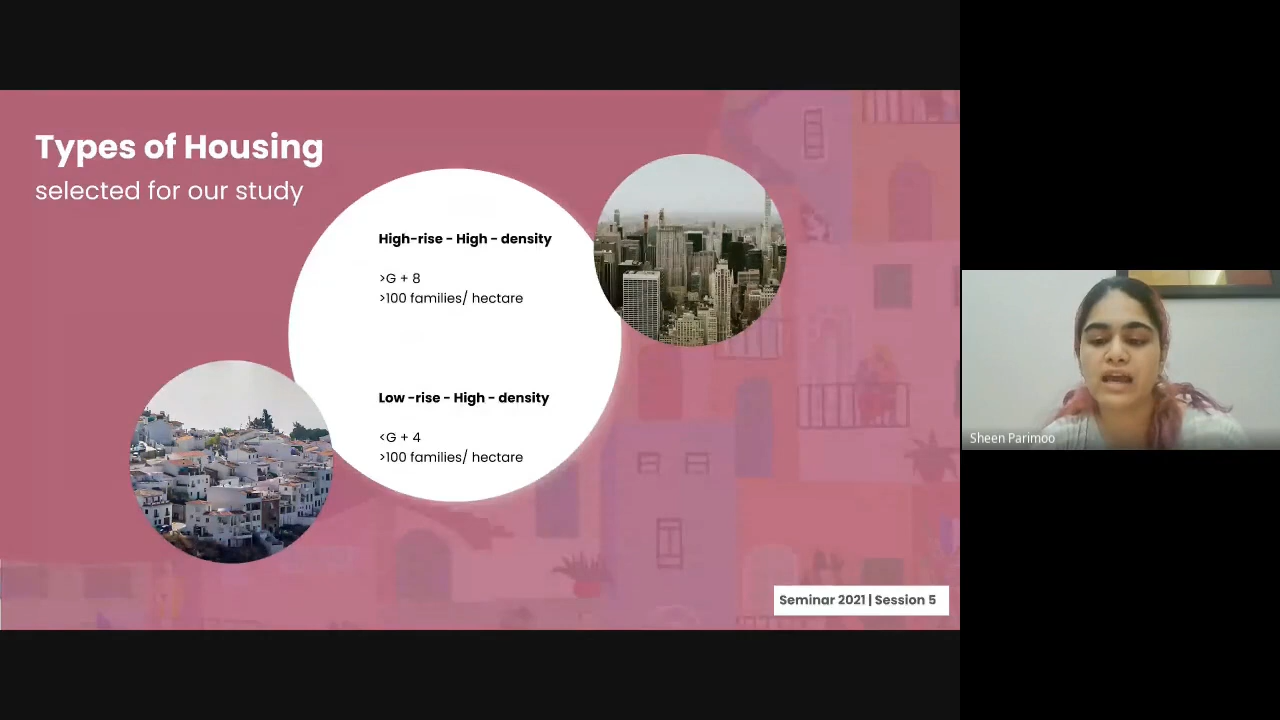 Types of Housing
selected for our study
High-rise - High - density
>G + 8
>100 families/ hectare
Low -rise - High - density
<G + 4
>100 families/ hectare
Seminar 2021 | Session 5
Sheen Parimoo